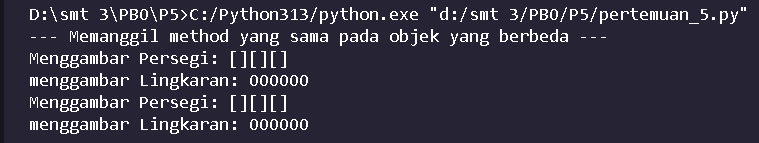 D:\smt 3\PBO\P5>C:/Python313/python.exe "d:/smt 3/PBO/P5/pertemuan_5.py"
--- Memanggil method yang sama pada objek yang berbeda ---
Menggambar Persegi: [][][]
menggambar Lingkaran: 000000
Menggambar Persegi: [][][]
menggambar Lingkaran: 000000